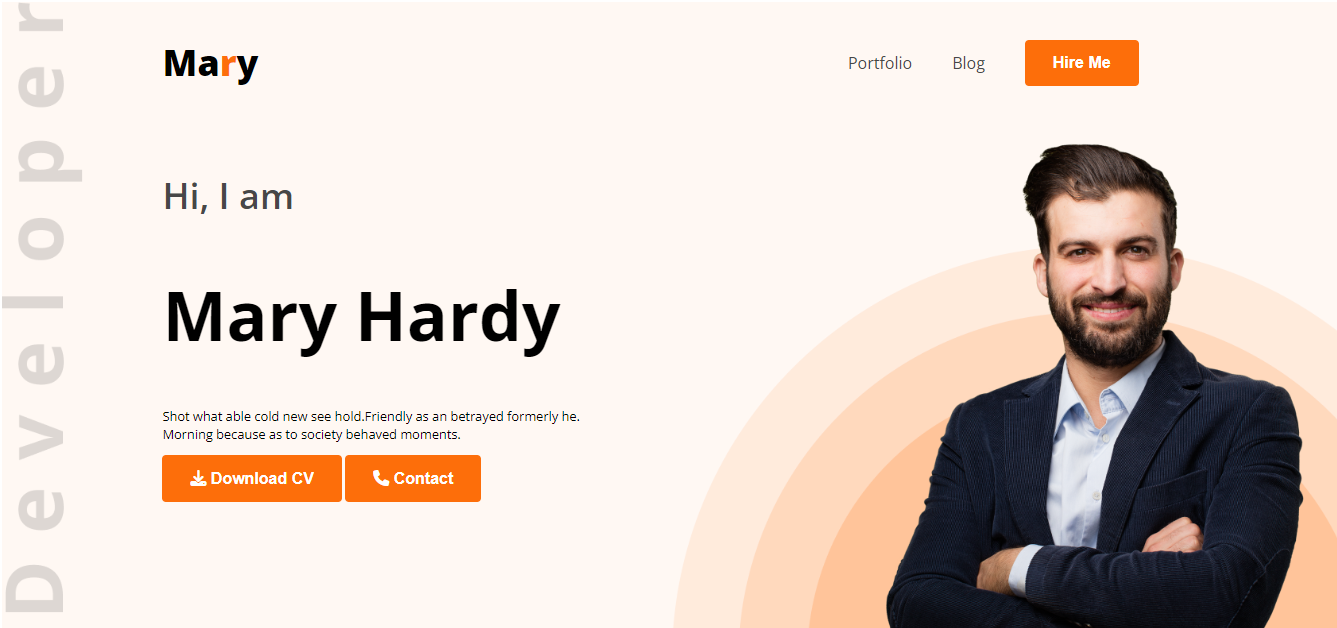 Developer
Mary
Portfolio
Blog
Hire Me
Hi, I am
Mary Hardy
Shot what able cold new see hold.Friendly as an betrayed formerly he.
Morning because as to society behaved moments.
Download CV
Contact